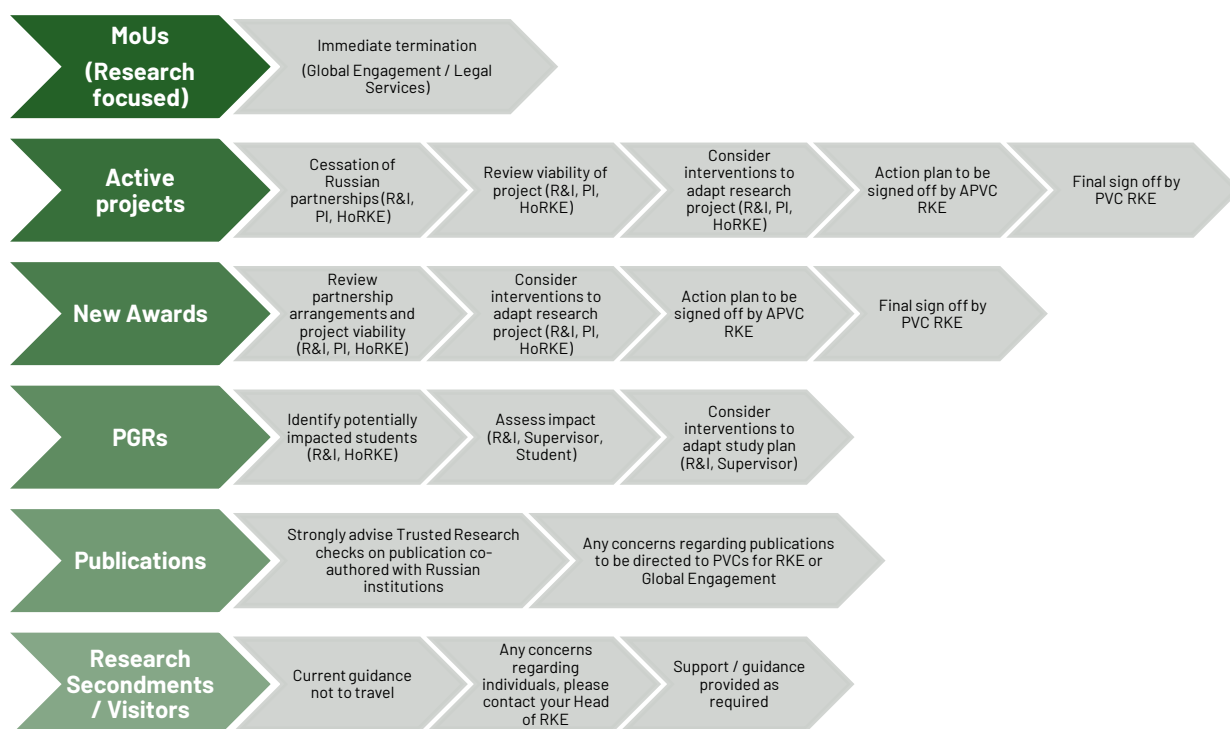 MoUs
(Research
focused)
Immediate termination
(Global Engagement / Legal
Services)
Active
projects
Cessation of
Russian
partnerships (R&I,
PI, HoRKE)
Review viability of
project (R&I, PI,
HoRKE)
Consider
interventions to
adapt research
project (R&I, PI,
HoRKE)
Action plan to be
signed off by APVC
RKE
Final sign off by
PVC RKE
New Awards
Review
partnership
arrangements and
project viability
(R&I, PI, HoRKE)
Consider
interventions to
adapt research
project (R&I, PI,
HoRKE)
Action plan to be
signed off by APVC
RKE
Final sign off by
PVC RKE
PGRs
Identify potentially
impacted students
(R&I, HoRKE)
Assess impact
(R&I, Supervisor,
Student)
Consider
interventions to
adapt study plan
(R&I, Supervisor)
Publications
Strongly advise Trusted Research
checks on publication co-
authored with Russian
institutions
Any concerns regarding publications
to be directed to PVCs for RKE or
Global Engagement
Research
Secondments
/ Visitors
Current guidance
not to travel
Any concerns
regarding
individuals, please
contact your Head
of RKE
Support / guidance
provided as
required